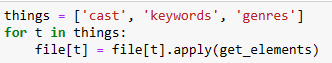 things = ['cast', 'keywords', 'genres']
for t in things:
    file[t] = file[t].apply(get_elements)